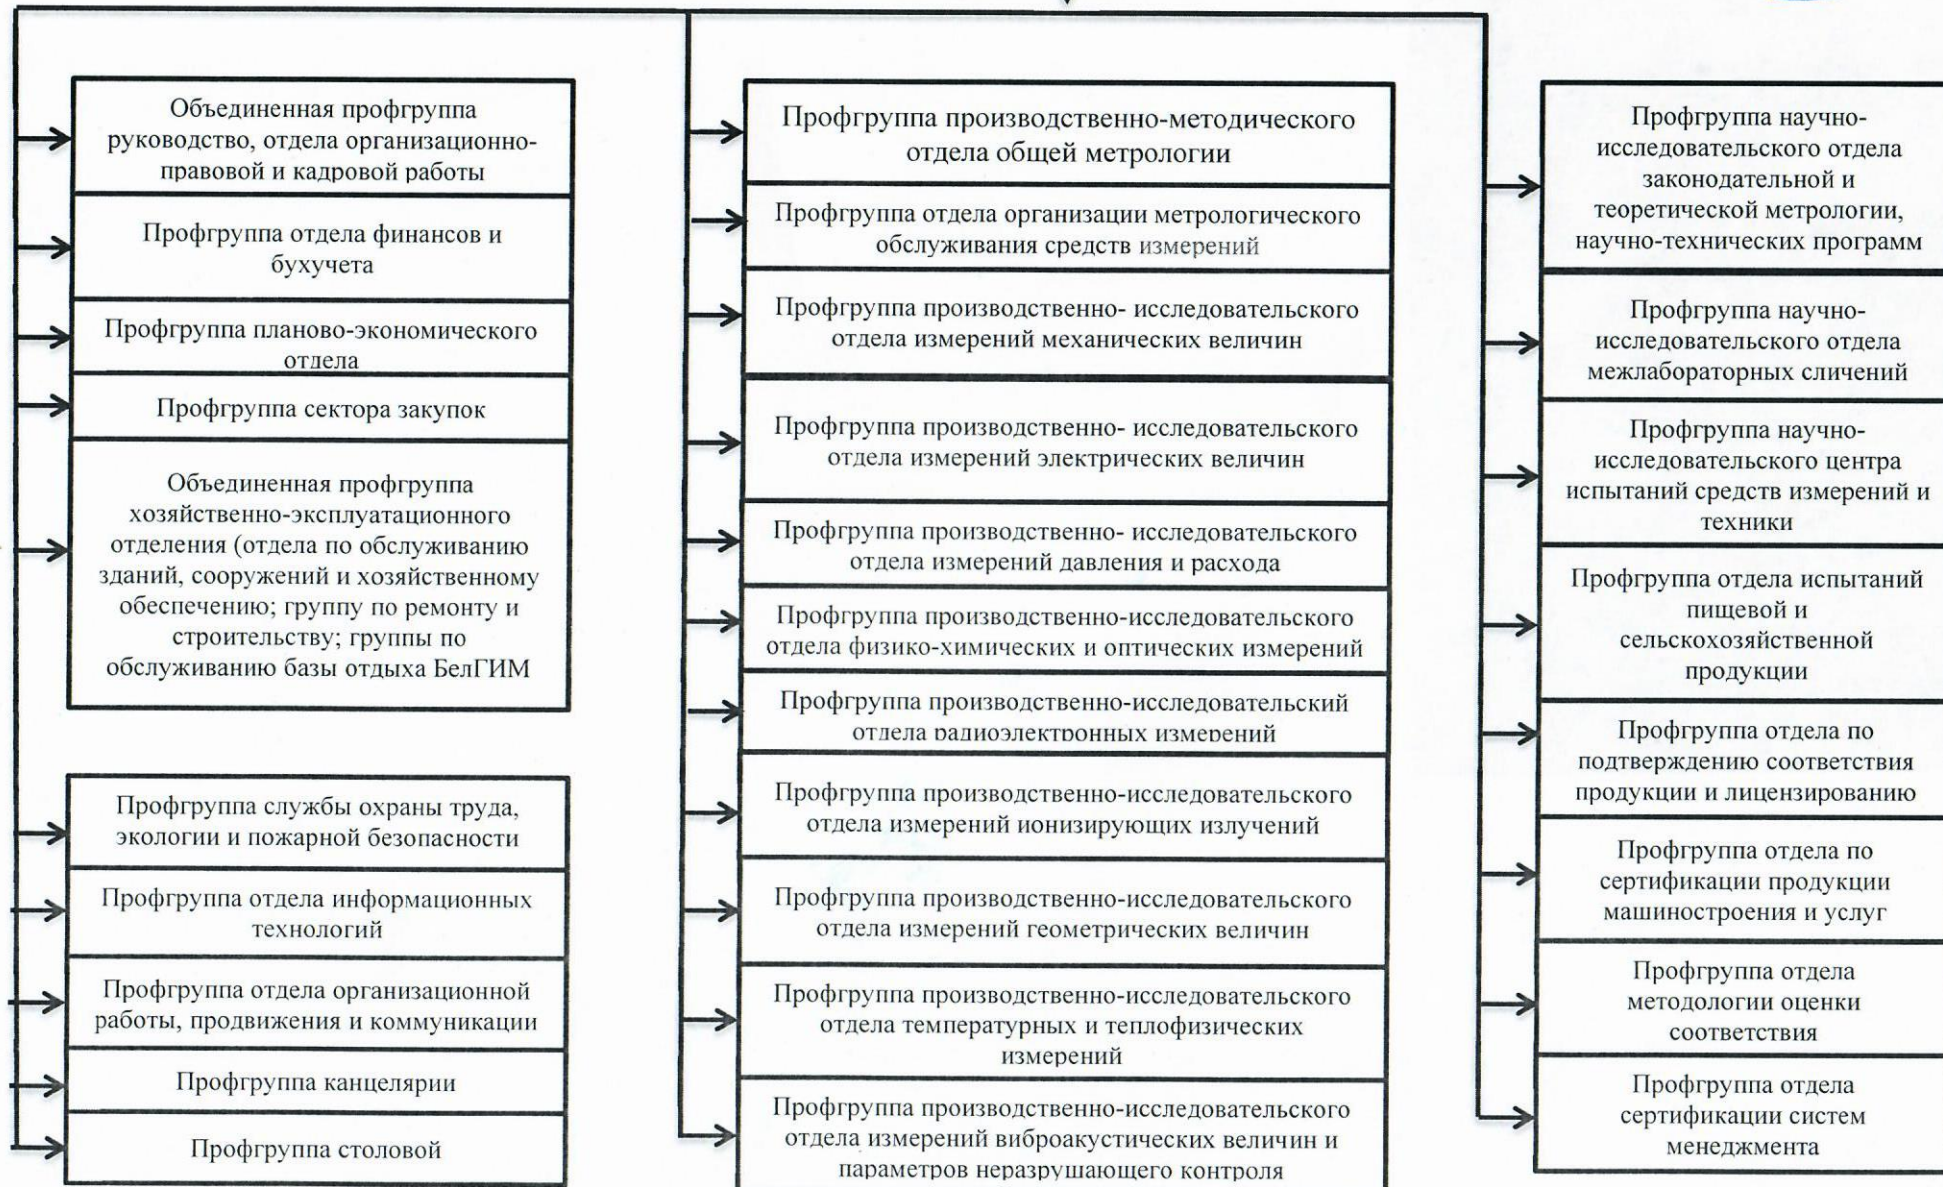 Объединенная профгруппа
руководство, отдела организационно-
правовой и кадровой работы
Профгруппа отдела финансов и
бухучета
Профгруппа планово-экономического
отдела
Профгруппа сектора закупок
Объединенная профгруппа
хозяйственно-эксплуатационного
отделения (отдела по обслуживанию
зданий, сооружений и хозяйственному
обеспечению; группу по ремонту и
строительству; группы по
обслуживанию базы отдыха БелГИМ
Профгруппа службы охраны труда,
экологии и пожарной безопасности
Профгруппа отдела информационных
технологий
Профгруппа отдела организационной
работы, продвижения и коммуникации
Профгруппа канцелярии
Профгруппа столовой
Профгруппа производственно-методического
отдела общей метрологии
Профгруппа отдела организации метрологического
обслуживания средств измерений
Профгруппа производственно- исследовательского
отдела измерений механических величин
Профгруппа производственно- исследовательского
отдела измерений электрических величин
Профгруппа производственно- исследовательского
отдела измерений давления и расхода
Профгруппа производственно-исследовательского
отдела физико-химических и оптических измерений
Профгруппа производственно-исследовательский
отдела радиоэлектронных измерений
Профгруппа производственно-исследовательского
отдела измерений ионизирующих излучений
Профгруппа производственно-исследовательского
отдела измерений геометрических величин
Профгруппа производственно-исследовательского
отдела температурных и теплофизических
измерений
Профгруппа производственно-исследовательского
отдела измерений виброакустических величин и
параметров неразрушающего контроля
Профгруппа научно-
исследовательского отдела
законодательной и
теоретической метрологии,
научно-технических программ
Профгруппа научно-
исследовательского отдела
межлабораторных сличений
Профгруппа научно-
исследовательского центра
испытаний средств измерений и
техники
Профгруппа отдела испытаний
пищевой и
сельскохозяйственной
продукции
Профгруппа отдела по
подтверждению соответствия
продукции и лицензированию
Профгруппа отдела по
сертификации продукции
машиностроения и услуг
Профгруппа отдела
методологии оценки
соответствия
Профгруппа отдела
сертификации систем
менеджмента